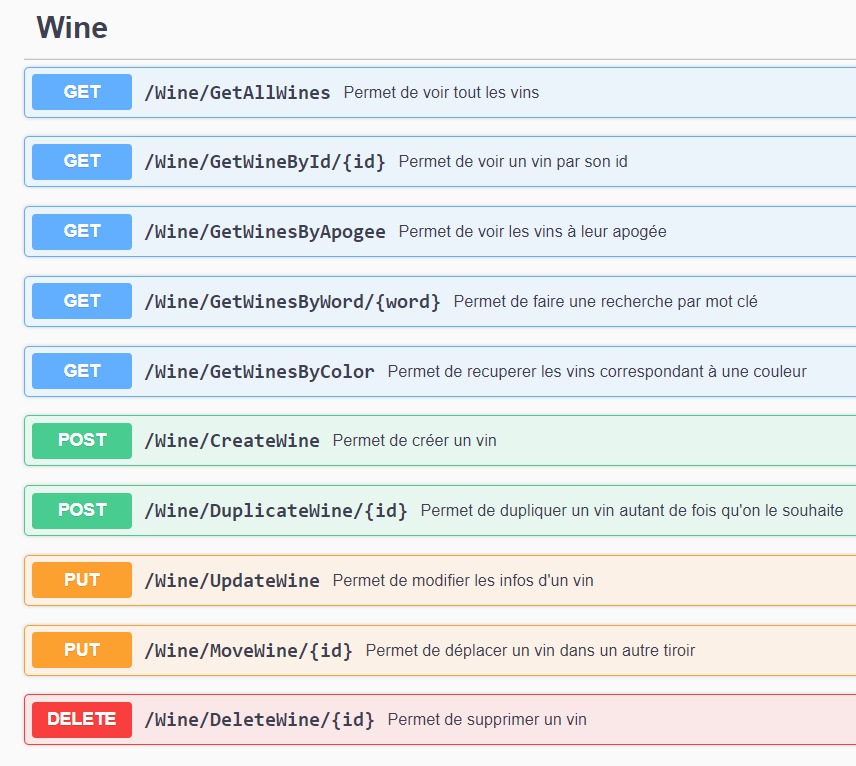 Wine
GET /Wine/GetAllWines Permet de voir tout les vins
GET /Wine/GetWineById/{id} Permet de voir un vin par son id
GET /Wine/GetWinesByApogee Permet de voir les vins à leur apogée
GET /Wine/GetWinesByWord/{word} Permet de faire une recherche par mot clé
GET /Wine/GetWinesByColor Permet de recuperer les vins correspondant à une couleur
POST /Wine/CreateWine Permet de créer un vin
POST /Wine/DuplicateWine/{id} Permet de dupliquer un vin autant de fois qu'on le souhaite
PUT /Wine/UpdateWine Permet de modifier les infos d'un vin
PUT /Wine/MoveWine/{id} Permet de déplacer un vin dans un autre tiroir
DELETE /Wine/DeleteWine/{id} Permet de supprimer un vin